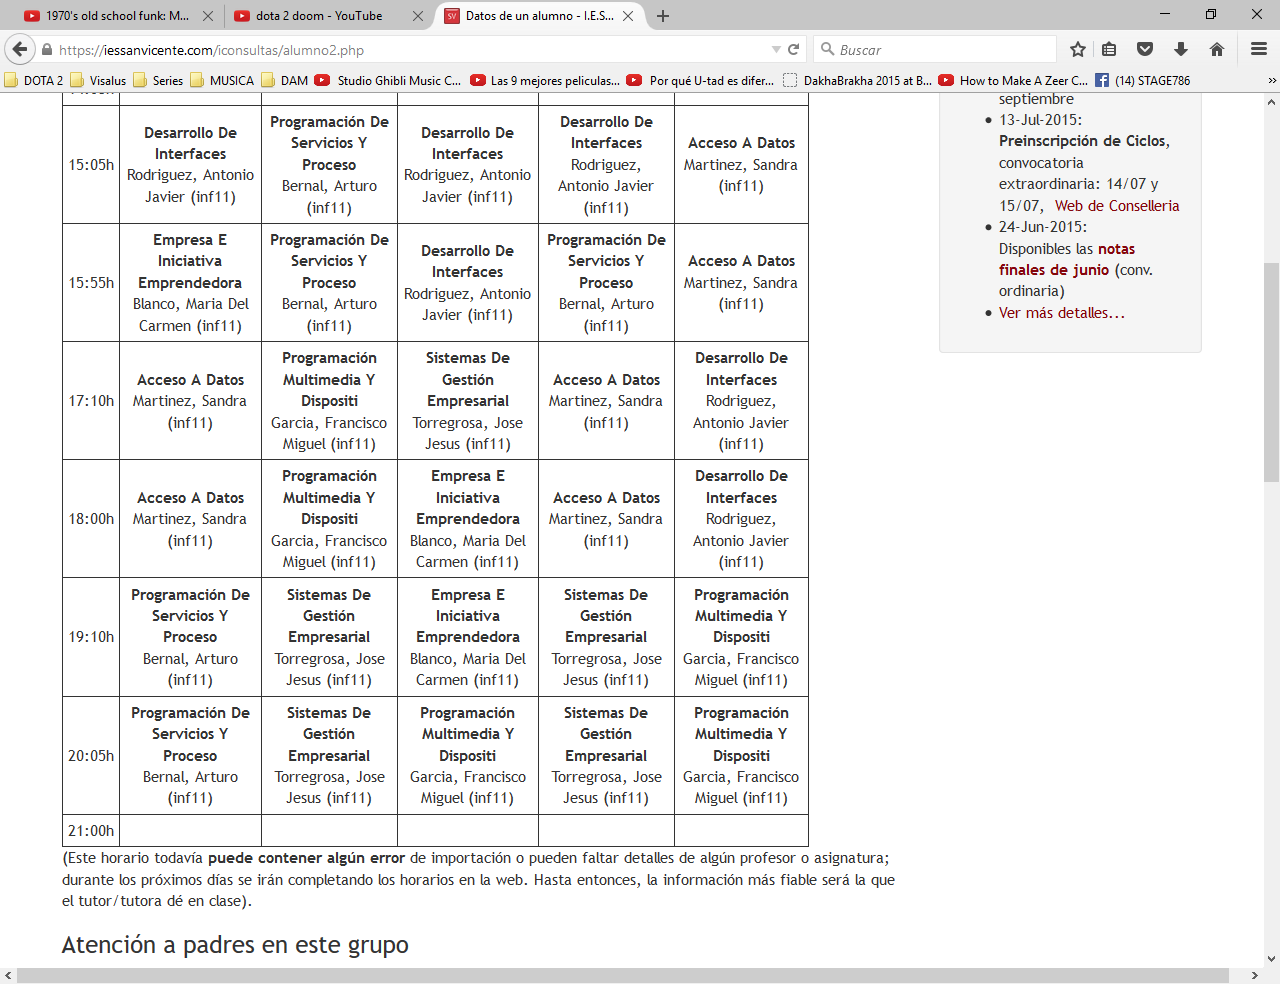 1970's old school funk: M...
dota 2 doom - YouTube
Datos de un alumno - I.E.S...
https://iessanvicente.com/iconsultas/alumno2.php
Buscar
DOTA 2
Visalus
Series
MUSICA
DAM
Studio Ghibli Music C...
Las 9 mejores peliculas...
Por qué U-tad es difer...
DakhaBrakha 2015 at B...
How to Make A Zeer C...
(14) STAGE786
15:05h
Desarrollo De
Interfaces
Rodriguez, Antonio
Javier (inf11)
Programación De
Servicios Y
Proceso
Bernal, Arturo
(inf11)
Desarrollo De
Interfaces
Rodriguez, Antonio
Javier (inf11)
Desarrollo De
Interfaces
Rodriguez,
Antonio Javier
(inf11)
Acceso A Datos
Martinez, Sandra
(inf11)
15:55h
Empresa E
Iniciativa
Emprendedora
Blanco, Maria Del
Carmen (inf11)
Programación De
Servicios Y
Proceso
Bernal, Arturo
(inf11)
Desarrollo De
Interfaces
Rodriguez, Antonio
Javier (inf11)
Programación De
Servicios Y
Proceso
Bernal, Arturo
(inf11)
Acceso A Datos
Martinez, Sandra
(inf11)
17:10h
Acceso A Datos
Martinez, Sandra
(inf11)
Programación
Multimedia Y
Dispositi
Garcia, Francisco
Miguel (inf11)
Sistemas De
Gestión
Empresarial
Torregrosa, Jose
Jesus (inf11)
Acceso A Datos
Martinez, Sandra
(inf11)
Desarrollo De
Interfaces
Rodriguez,
Antonio Javier
(inf11)
18:00h
Acceso A Datos
Martinez, Sandra
(inf11)
Programación
Multimedia Y
Dispositi
Garcia, Francisco
Miguel (inf11)
Empresa E
Iniciativa
Emprendedora
Blanco, Maria Del
Carmen (inf11)
Acceso A Datos
Martinez, Sandra
(inf11)
Desarrollo De
Interfaces
Rodriguez,
Antonio Javier
(inf11)
19:10h
Programación De
Servicios Y
Proceso
Bernal, Arturo
(inf11)
Sistemas De
Gestión
Empresarial
Torregrosa, Jose
Jesus (inf11)
Empresa E
Iniciativa
Emprendedora
Blanco, Maria Del
Carmen (inf11)
Sistemas De
Gestión
Empresarial
Torregrosa, Jose
Jesus (inf11)
Programación
Multimedia Y
Dispositi
Garcia, Francisco
Miguel (inf11)
20:05h
Programación De
Servicios Y
Proceso
Bernal, Arturo
(inf11)
Sistemas De
Gestión
Empresarial
Torregrosa, Jose
Jesus (inf11)
Programación
Multimedia Y
Dispositi
Garcia, Francisco
Miguel (inf11)
Sistemas De
Gestión
Empresarial
Torregrosa, Jose
Jesus (inf11)
Programación
Multimedia Y
Dispositi
Garcia, Francisco
Miguel (inf11)
21:00h
(Este horario todavía puede contener algún error de importación o pueden faltar detalles de algún profesor o asignatura;
durante los próximos días se irán completando los horarios en la web. Hasta entonces, la información más fiable será la que
el tutor/tutora dé en clase).
Atención a padres en este grupo
septiembre
13-Jul-2015:
Preinscripción de Ciclos,
convocatoria
extraordinaria: 14/07 y
15/07, Web de Conselleria
24-Jun-2015:
Disponibles las notas
finales de junio (conv.
ordinaria)
Ver más detalles...